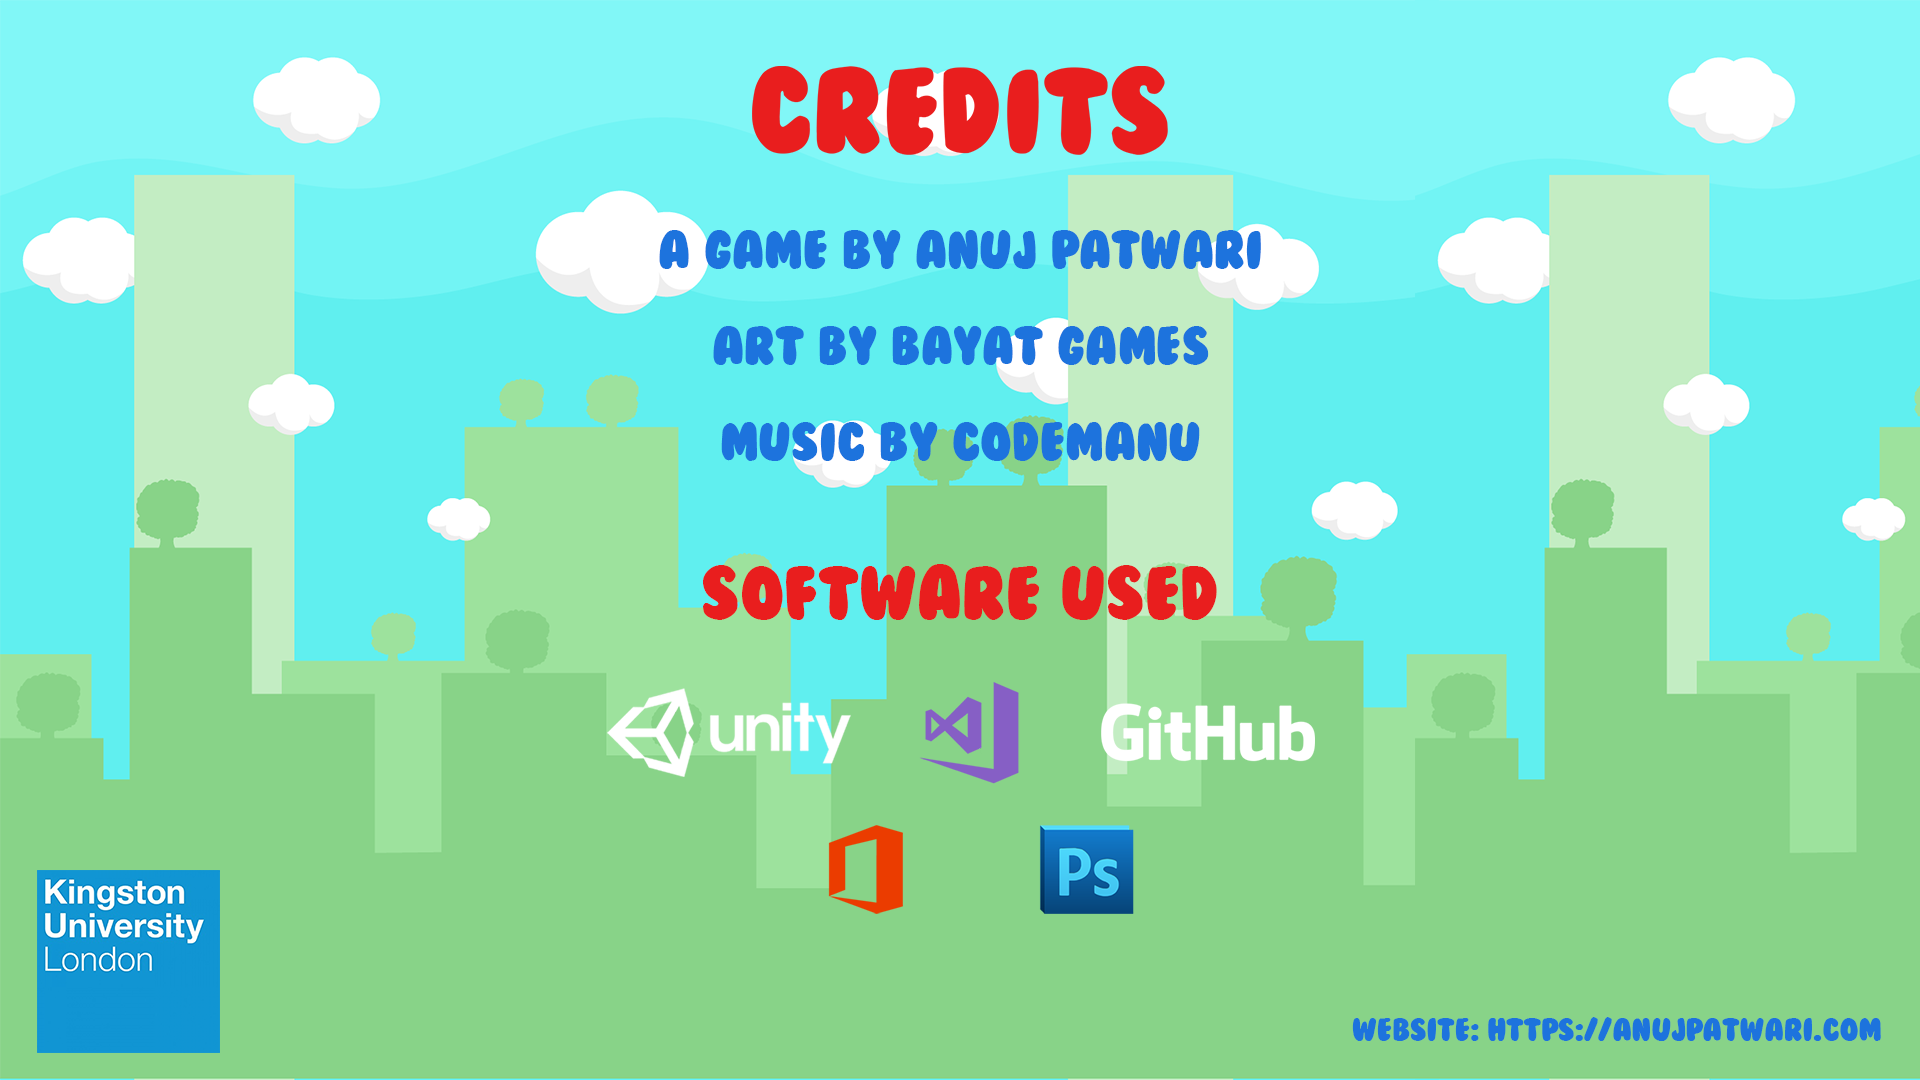 CREDITS
A GAME BY ANUJ PATWARI
ART BY BAYAT GAMES
MUSIC BY CODEMANU
SOFTWARE USED
unity
GitHub
Ps
Kingston
University
London
WEBSITE: HTTPS://ANUJPATWARI.COM